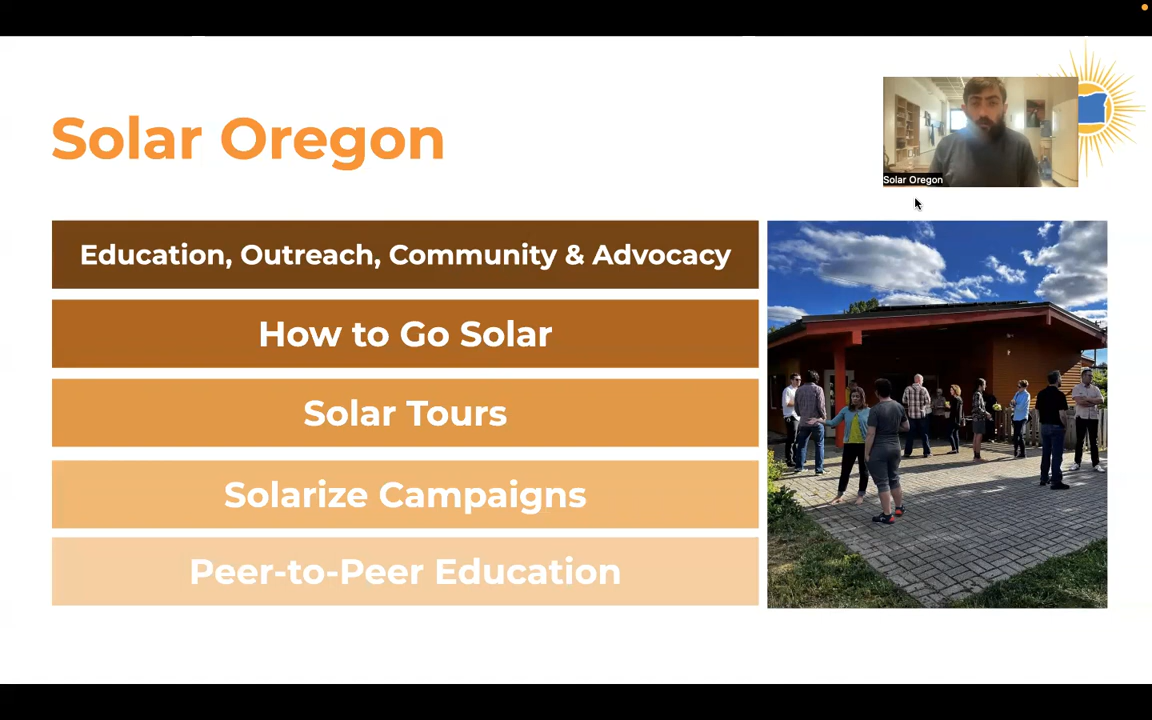 Solar Oregon
Solar Oregon
Education, Outreach, Community & Advocacy
How to Go Solar
Solar Tours
Solarize Campaigns
Peer-to-Peer Education